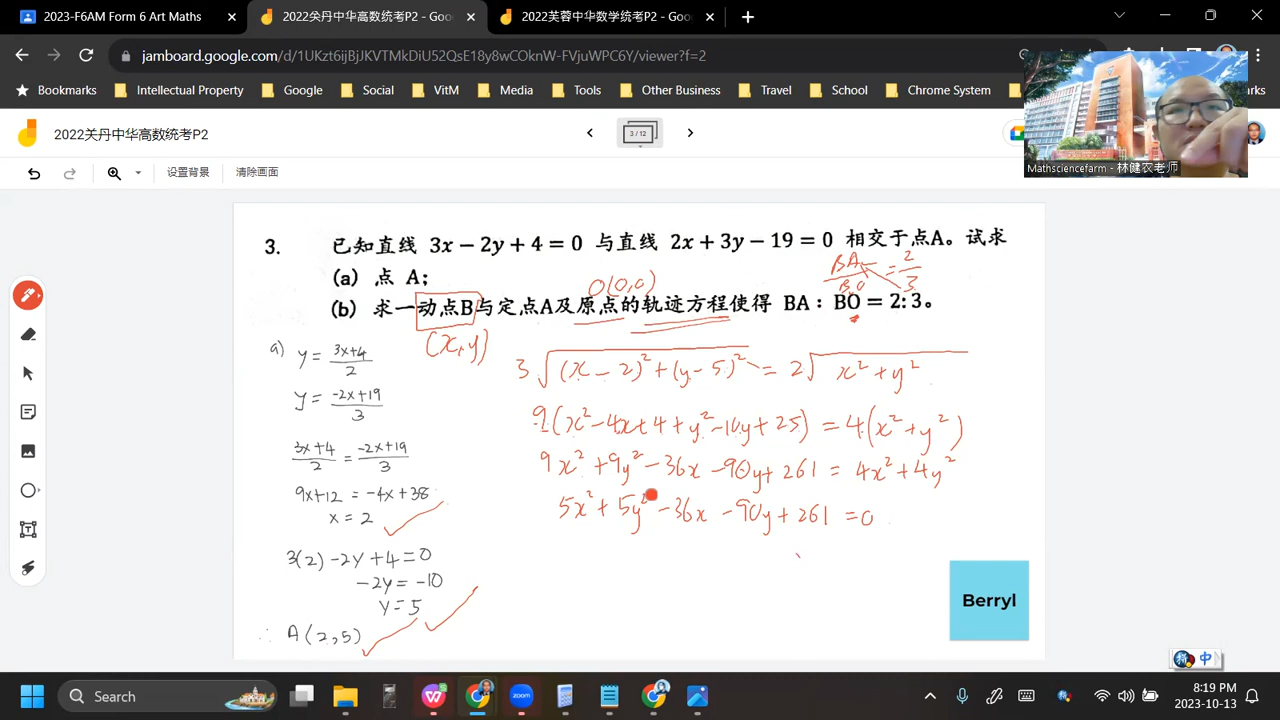 2023-F6AM Form 6 Art Maths
2022关丹中华高数统考P2 - Goo
2022芙蓉中华数学统考P2 - Goo
jamboard.google.com/d/1UKzt6ijBjJKVTMkDiU52QsE18y8wCOknW-FVjuWPC6Y/viewer?f=2
Bookmarks
Intellectual Property
Google
Social
VitM
Media
Tools
Other Business
Travel
School
Chrome System
arks
Mathsciencefarm - 林健农老师
2022关丹中华高数统考P2
3 / 12
设置背景
清除画面
3. 已知直线 3x − 2y + 4 = 0 与直线 2x + 3y − 19 = 0 相交于点A。试求
(a) 点 A;
O(0,0)
BA/BO = 2/3
(b) 求一动点B与定点A及原点的轨迹方程使得 BA : BO = 2: 3。
(x,y)
a) y = (3x+4)/2
y = (-2x+19)/3
(3x+4)/2 = (-2x+19)/3
9x+12 = -4x+38
x = 2
3(2) -2y +4 = 0
-2y = -10
y = 5
∴ A(2,5)
3√((x-2)²+(y-5)²) = 2√(x²+y²)
9(x²-4x+4+y²-10y+25) = 4(x²+y²)
9x²+9y²-36x-90y+261 = 4x²+4y²
5x²+5y²-36x-90y+261 = 0
Berryl
中
Search
8:19 PM
2023-10-13